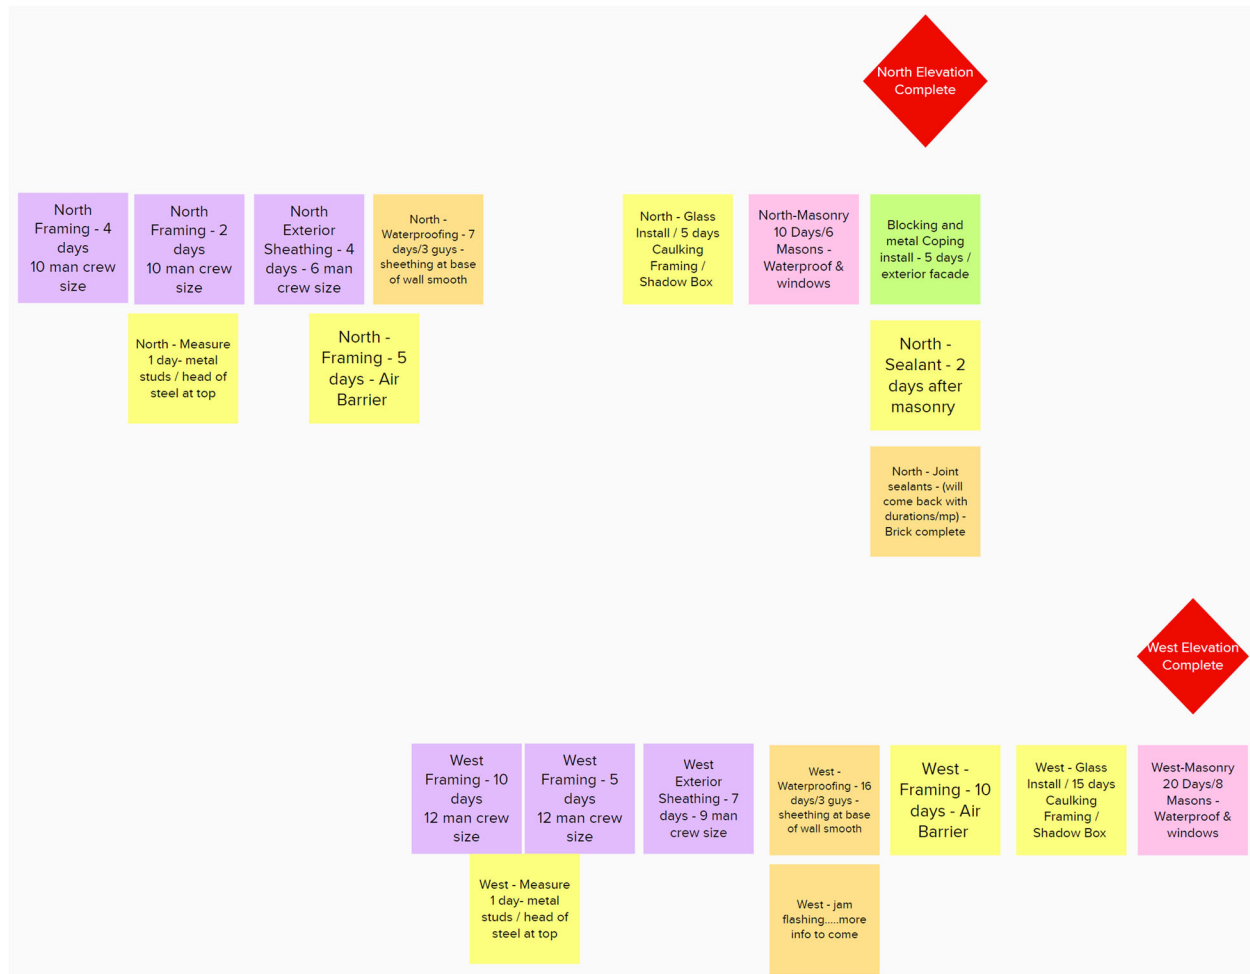 North Elevation
Complete
North
Framing - 4
days
10 man crew
size
North
Framing - 2
days
10 man crew
size
North
Exterior
Sheathing - 4
days - 6 man
crew size
North -
Waterproofing - 7
days/3 guys -
sheething at base
of wall smooth
North - Glass
Install / 5 days
Caulking
Framing /
Shadow Box
North-Masonry
10 Days/6
Masons -
Waterproof &
windows
Blocking and
metal Coping
install - 5 days /
exterior facade
North - Measure
1 day- metal
studs / head of
steel at top
North -
Framing - 5
days - Air
Barrier
North -
Sealant - 2
days after
masonry
North - Joint
sealants - (will
come back with
durations/mp) -
Brick complete
West Elevation
Complete
West
Framing - 10
days
12 man crew
size
West
Framing - 5
days
12 man crew
size
West
Exterior
Sheathing - 7
days - 9 man
crew size
West -
Waterproofing - 16
days/3 guys -
sheething at base
of wall smooth
West -
Framing - 10
days - Air
Barrier
West - Glass
Install / 15 days
Caulking
Framing /
Shadow Box
West-Masonry
20 Days/8
Masons -
Waterproof &
windows
West - Measure
1 day- metal
studs / head of
steel at top
West - jam
flashing.....more
info to come